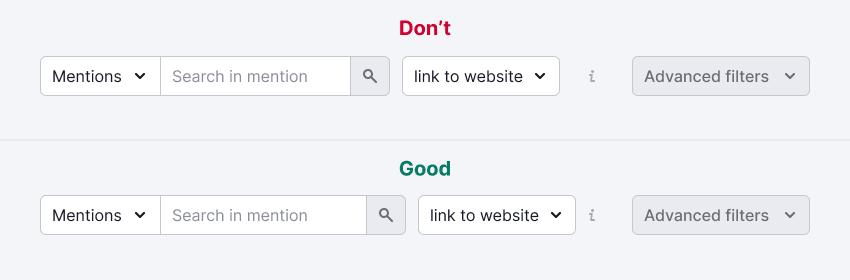 Don’t
Mentions Search in mention link to website i Advanced filters
Good
Mentions Search in mention link to website i Advanced filters